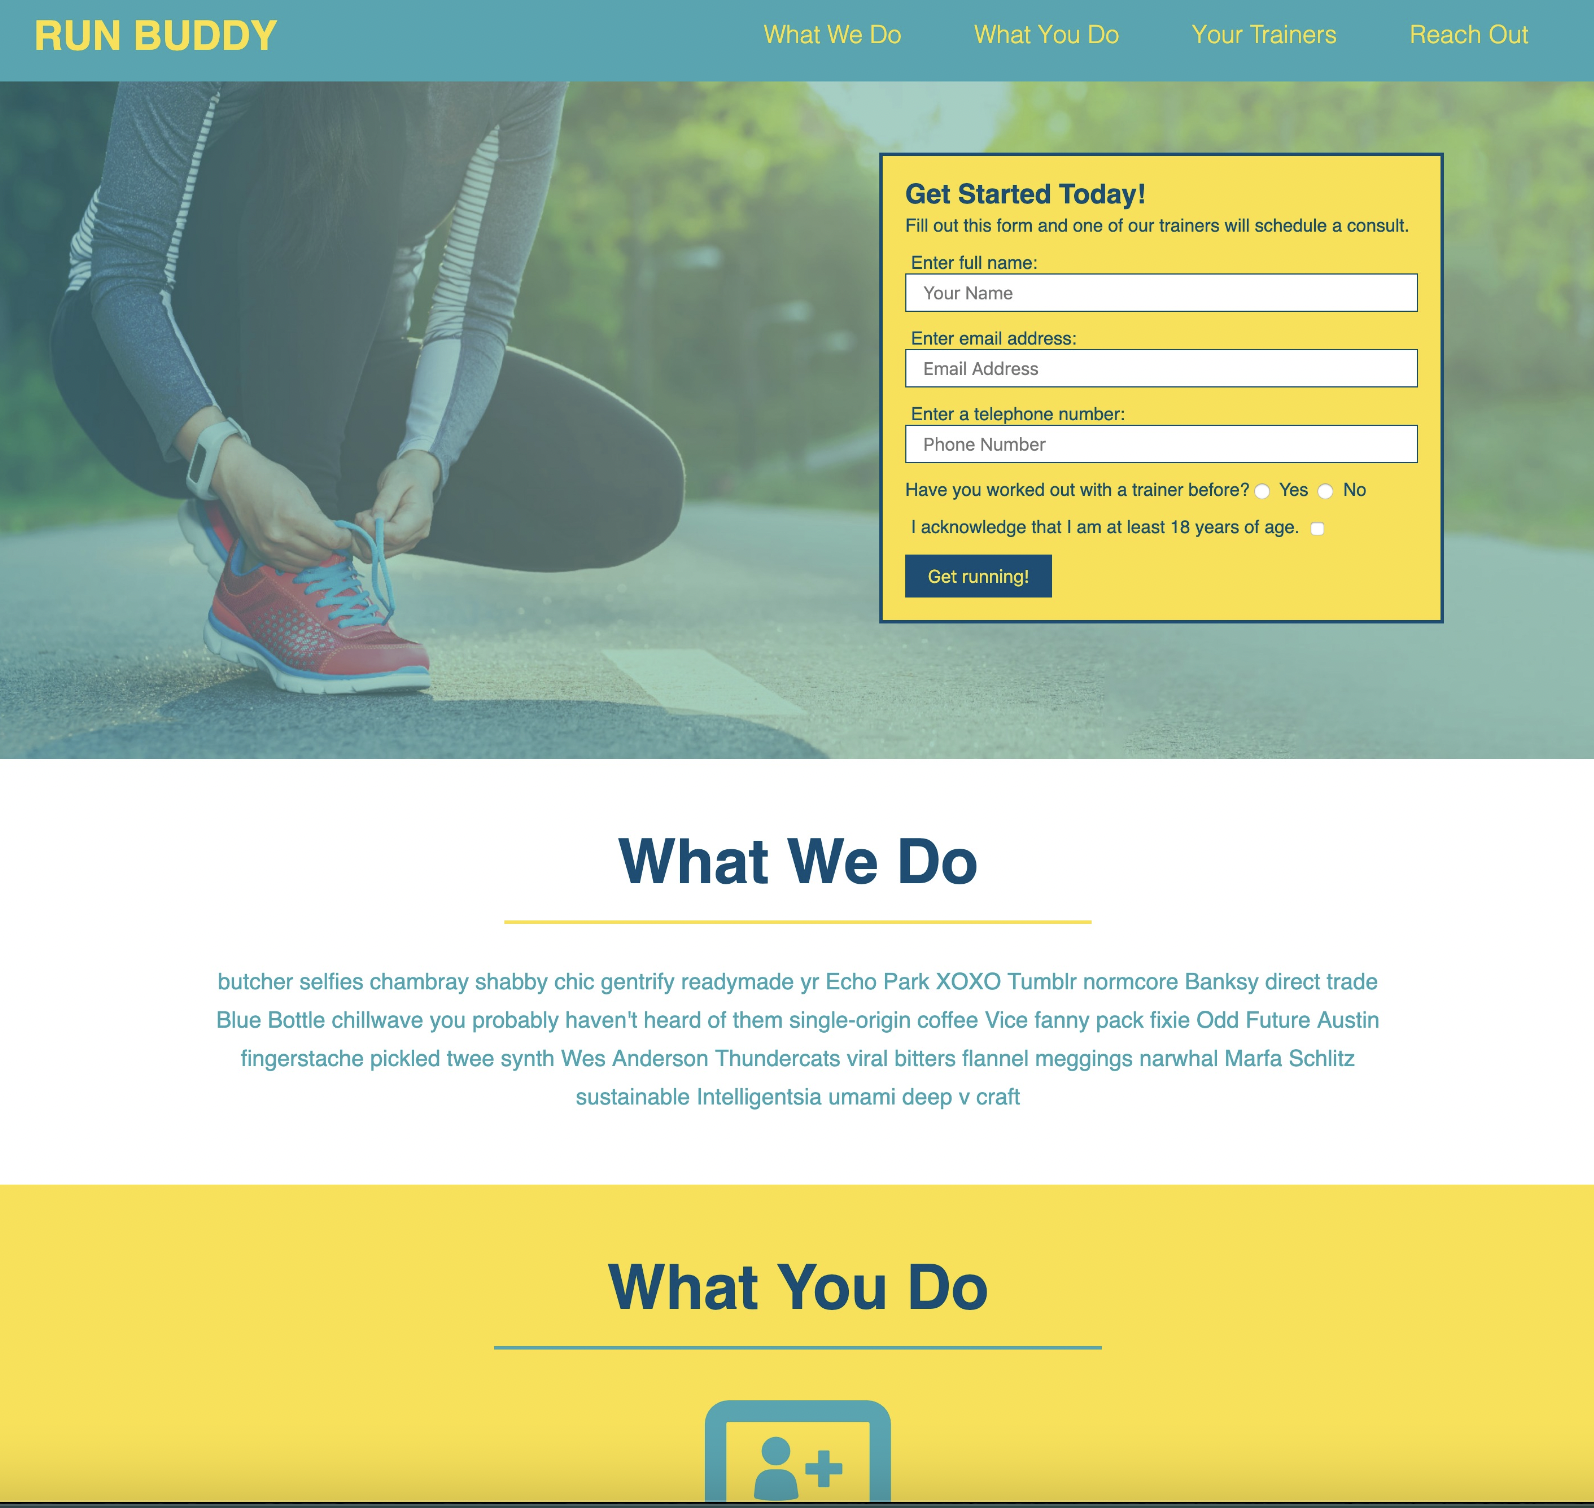 RUN BUDDY
What We Do
What You Do
Your Trainers
Reach Out
Get Started Today!
Fill out this form and one of our trainers will schedule a consult.
Enter full name:
Your Name
Enter email address:
Email Address
Enter a telephone number:
Phone Number
Have you worked out with a trainer before? Yes No
I acknowledge that I am at least 18 years of age.
Get running!
What We Do
butcher selfies chambray shabby chic gentrify readymade yr Echo Park XOXO Tumblr normcore Banksy direct trade
Blue Bottle chillwave you probably haven't heard of them single-origin coffee Vice fanny pack fixie Odd Future Austin
fingerstache pickled twee synth Wes Anderson Thundercats viral bitters flannel meggings narwhal Marfa Schlitz
sustainable Intelligentsia umami deep v craft
What You Do